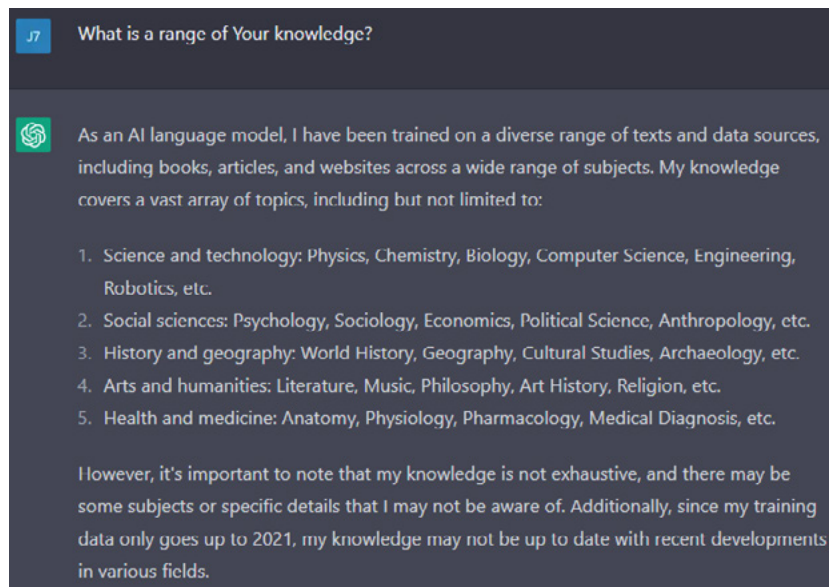 J7
What is a range of Your knowledge?
As an AI language model, I have been trained on a diverse range of texts and data sources,
including books, articles, and websites across a wide range of subjects. My knowledge
covers a vast array of topics, including but not limited to:
1. Science and technology: Physics, Chemistry, Biology, Computer Science, Engineering,
Robotics, etc.
2. Social sciences: Psychology, Sociology, Economics, Political Science, Anthropology, etc.
3. History and geography: World History, Geography, Cultural Studies, Archaeology, etc.
4. Arts and humanities: Literature, Music, Philosophy, Art History, Religion, etc.
5. Health and medicine: Anatomy, Physiology, Pharmacology, Medical Diagnosis, etc.
However, it's important to note that my knowledge is not exhaustive, and there may be
some subjects or specific details that I may not be aware of. Additionally, since my training
data only goes up to 2021, my knowledge may not be up to date with recent developments
in various fields.